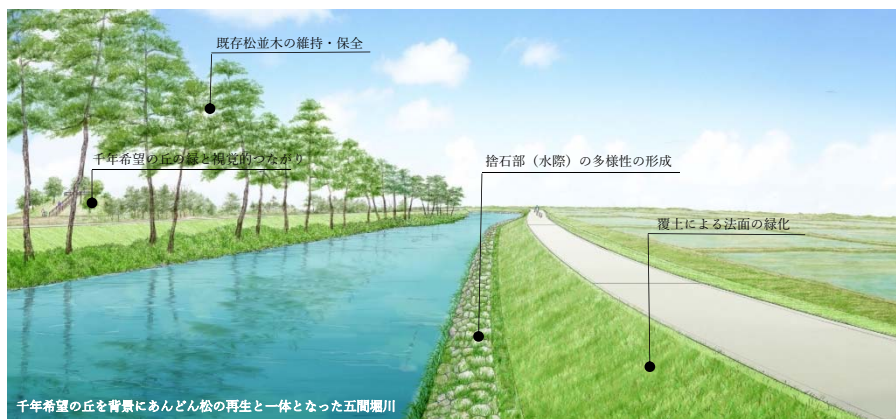 既存松並木の維持・保全
千年希望の丘の緑と視覚的つながり
捨石部（水際）の多様性の形成
覆土による法面の緑化
千年希望の丘を背景にあんどん松の再生と一体となった五間堀川